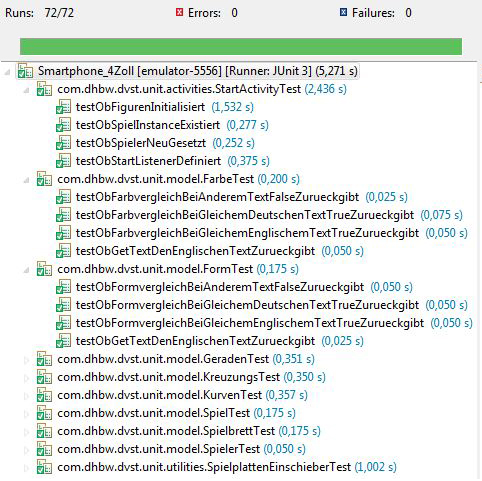 Runs: 72/72 Errors: 0 Failures: 0
Smartphone_4Zoll [emulator-5556] [Runner: JUnit 3] (5,271 s)
com.dhbw.dvst.unit.activities.StartActivityTest (2,436 s)
testObFigurenInitialisiert (1,532 s)
testObSpielInstanceExistiert (0,277 s)
testObSpielerNeuGesetzt (0,252 s)
testObStartListenerDefiniert (0,375 s)
com.dhbw.dvst.unit.model.FarbeTest (0,200 s)
testObFarbvergleichBeiAnderemTextFalseZurueckgibt (0,025 s)
testObFarbvergleichBeiGleichemDeutschenTextTrueZurueckgibt (0,075 s)
testObFarbvergleichBeiGleichemEnglischemTextTrueZurueckgibt (0,050 s)
testObGetTextDenEnglischenTextZurueckgibt (0,050 s)
com.dhbw.dvst.unit.model.FormTest (0,175 s)
testObFormvergleichBeiAnderemTextFalseZurueckgibt (0,050 s)
testObFormvergleichBeiGleichemDeutschemTextTrueZurueckgibt (0,050 s)
testObFormvergleichBeiGleichemEnglischemTextTrueZurueckgibt (0,050 s)
testObGetTextDenEnglischenTextZurueckgibt (0,025 s)
com.dhbw.dvst.unit.model.GeradenTest (0,351 s)
com.dhbw.dvst.unit.model.KreuzungsTest (0,350 s)
com.dhbw.dvst.unit.model.KurvenTest (0,357 s)
com.dhbw.dvst.unit.model.SpielTest (0,175 s)
com.dhbw.dvst.unit.model.SpielbrettTest (0,175 s)
com.dhbw.dvst.unit.model.SpielerTest (0,050 s)
com.dhbw.dvst.unit.utilities.SpielplattenEinschieberTest (1,002 s)